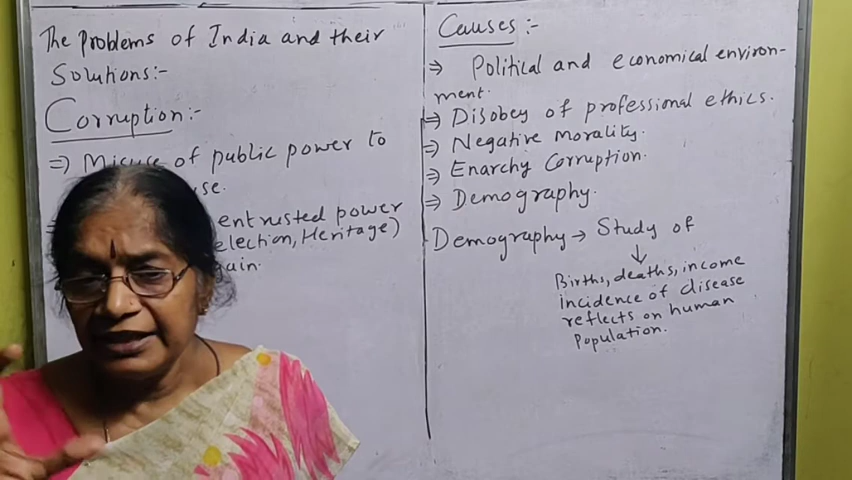 The Problems of India and their
Solutions:-
Corruption:-
⇒ Misuse of public power to
se.
entrusted power
election, Heritage)
gain.
Causes :-
⇒ Political and economical environ-
ment.
⇒ Disobey of professional ethics.
⇒ Negative morality.
⇒ Enarchy Corruption.
⇒ Demography.
Demography → Study of
↓
Births, deaths, income
incidence of disease
reflects on human
Population.